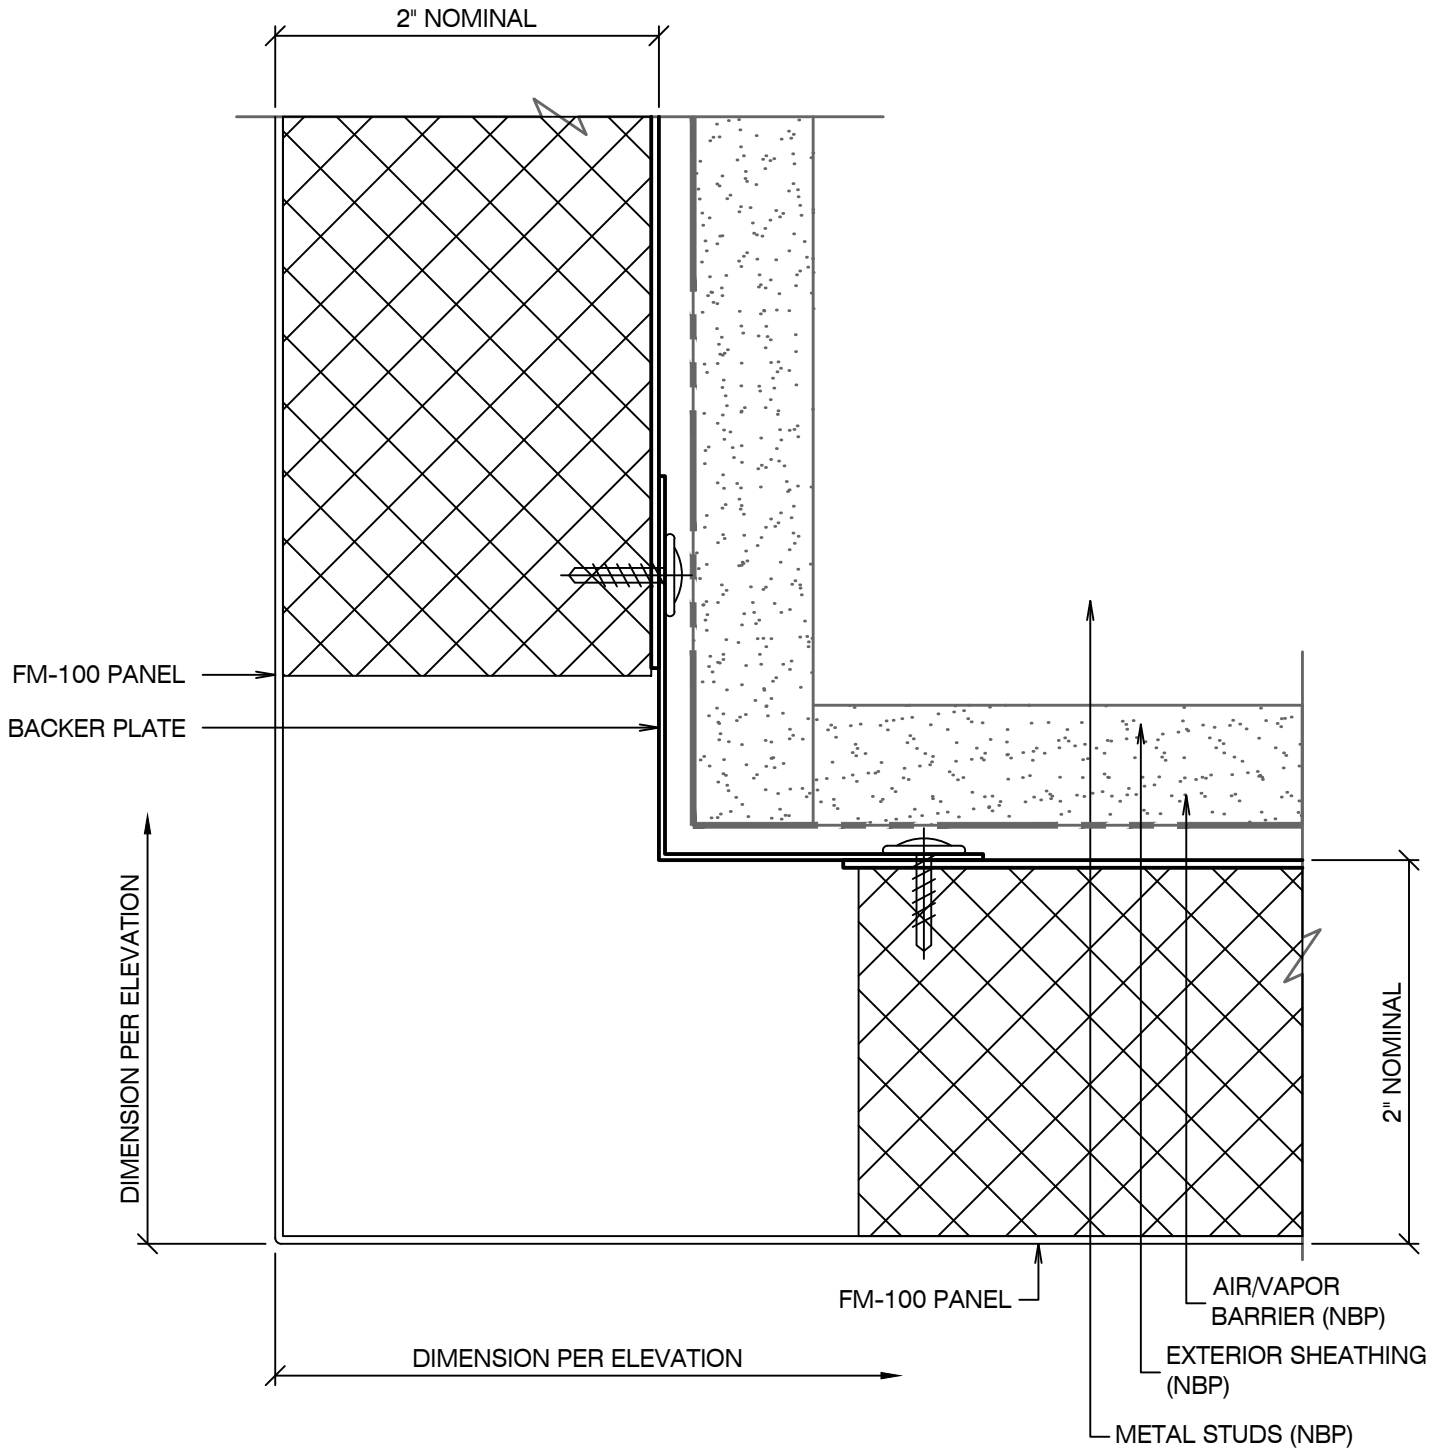 2" NOMINAL
FM-100 PANEL
BACKER PLATE
DIMENSION PER ELEVATION
2" NOMINAL
FM-100 PANEL
AIR/VAPOR
BARRIER (NBP)
DIMENSION PER ELEVATION
EXTERIOR SHEATHING
(NBP)
METAL STUDS (NBP)